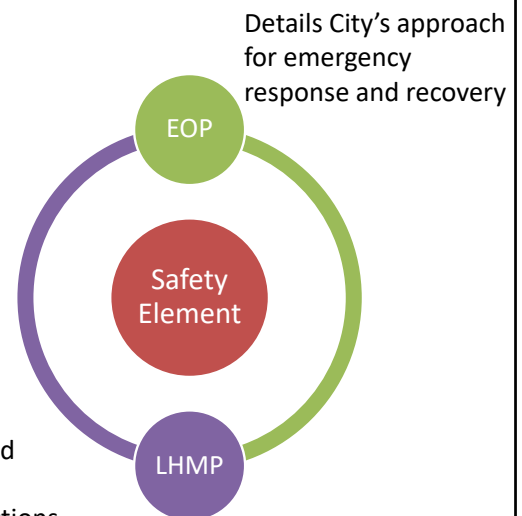 Details City’s approach
for emergency
response and recovery
EOP
Safety
Element
LHMP